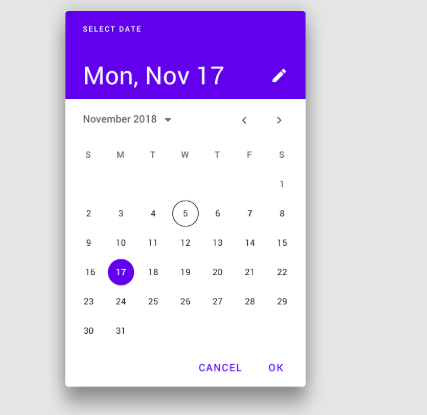 SELECT DATE
Mon, Nov 17
November 2018
S M T W T F S
1
2 3 4 5 6 7 8
9 10 11 12 13 14 15
16 17 18 19 20 21 22
23 24 25 26 27 28 29
30 31
CANCEL OK